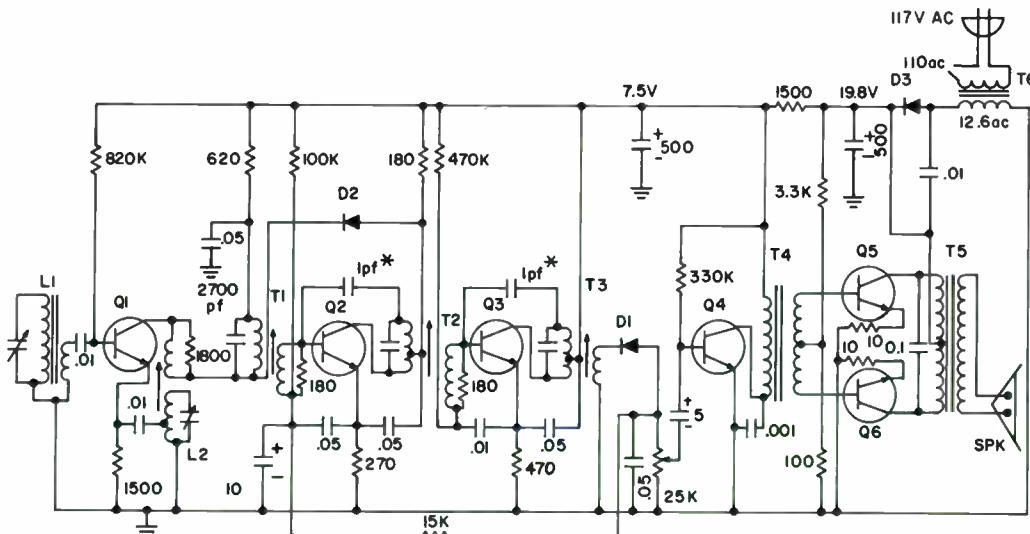 117V AC
110ac
T6
D3
12.6ac
7.5V
1500
19.8V
820K
620
100K
180
470K
+
500
-
+
500
-
.01
3.3K
D2
.05
1pf*
1pf*
T3
330K
T4
Q5
T5
L1
Q1
2700
pf
T1
Q2
T2
Q3
D1
Q4
.01
1800
180
180
10
10
0.1
+
5
-
Q6
.01
L2
+
10
-
.05
.05
.01
.05
.05
.001
SPK
1500
270
470
25K
100
15K